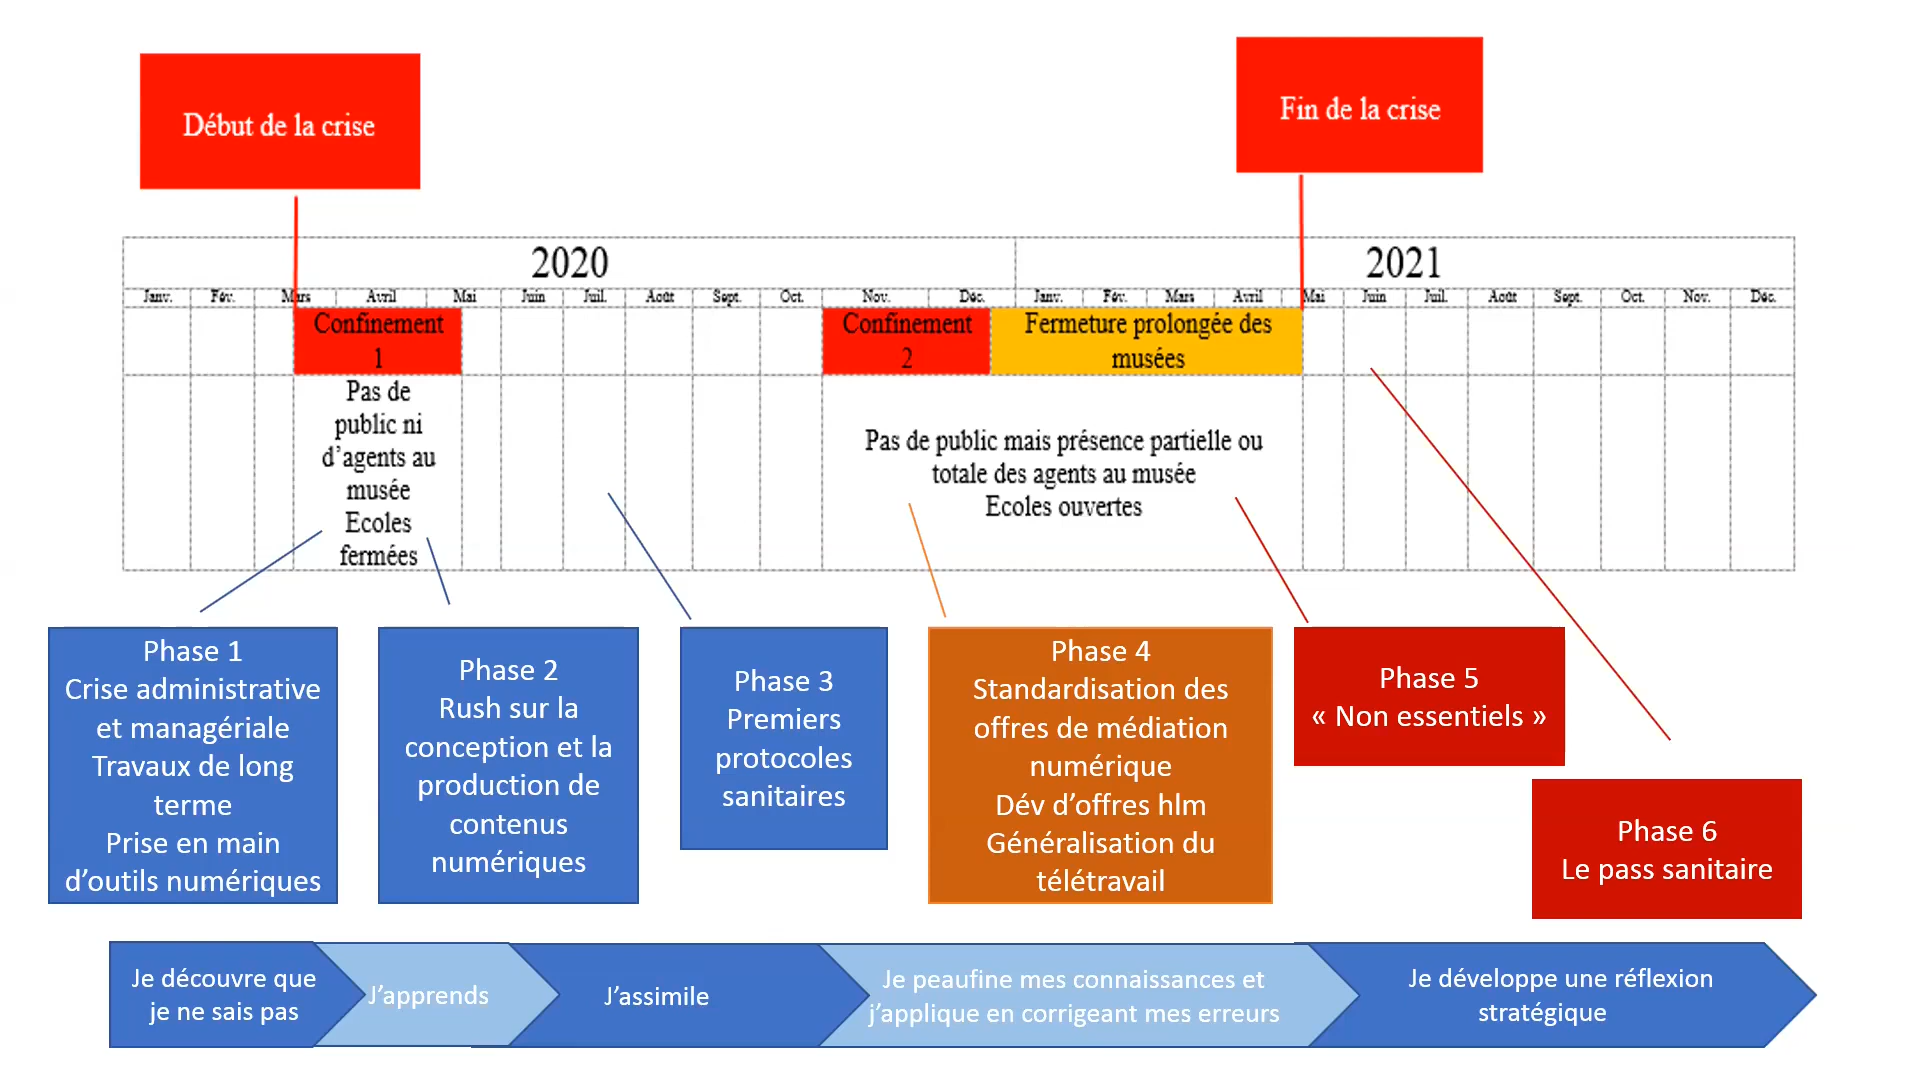 Début de la crise
Fin de la crise
2020
2021
Janv. Fév. Mars Avril Mai Juin Juil. Août Sept. Oct. Nov. Déc. Janv. Fév. Mars Avril Mai Juin Juil. Août Sept. Oct. Nov. Déc.
Confinement
1
Confinement
2
Fermeture prolongée des
musées
Pas de
public ni
d’agents au
musée
Ecoles
fermées
Pas de public mais présence partielle ou
totale des agents au musée
Ecoles ouvertes
Phase 1
Crise administrative
et managériale
Travaux de long
terme
Prise en main
d’outils numériques
Phase 2
Rush sur la
conception et la
production de
contenus
numériques
Phase 3
Premiers
protocoles
sanitaires
Phase 4
Standardisation des
offres de médiation
numérique
Dév d’offres hlm
Généralisation du
télétravail
Phase 5
« Non essentiels »
Phase 6
Le pass sanitaire
Je découvre que
je ne sais pas
J’apprends
J’assimile
Je peaufine mes connaissances et
j’applique en corrigeant mes erreurs
Je développe une réflexion
stratégique